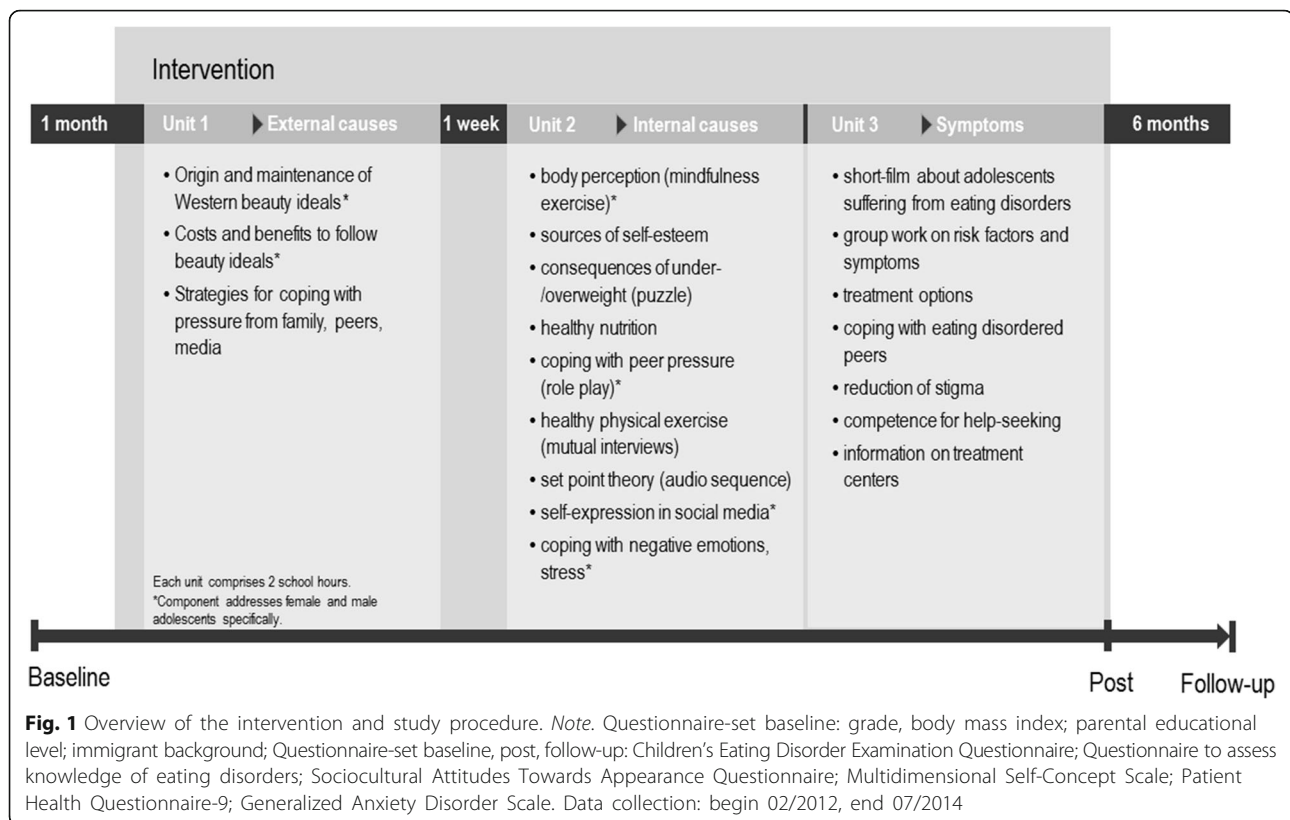 Intervention
1 month
Unit 1 ▶ External causes
1 week
Unit 2 ▶ Internal causes
Unit 3 ▶ Symptoms
6 months
• Origin and maintenance of
Western beauty ideals*
• Costs and benefits to follow
beauty ideals*
• Strategies for coping with
pressure from family, peers,
media
Each unit comprises 2 school hours.
*Component addresses female and male
adolescents specifically.
• body perception (mindfulness
exercise)*
• sources of self-esteem
• consequences of under-
/overweight (puzzle)
• healthy nutrition
• coping with peer pressure
(role play)*
• healthy physical exercise
(mutual interviews)
• set point theory (audio sequence)
• self-expression in social media*
• coping with negative emotions,
stress*
• short-film about adolescents
suffering from eating disorders
• group work on risk factors and
symptoms
• treatment options
• coping with eating disordered
peers
• reduction of stigma
• competence for help-seeking
• information on treatment
centers
Baseline
Post
Follow-up
Fig. 1 Overview of the intervention and study procedure. Note. Questionnaire-set baseline: grade, body mass index; parental educational
level; immigrant background; Questionnaire-set baseline, post, follow-up: Children's Eating Disorder Examination Questionnaire; Questionnaire to assess
knowledge of eating disorders; Sociocultural Attitudes Towards Appearance Questionnaire; Multidimensional Self-Concept Scale; Patient
Health Questionnaire-9; Generalized Anxiety Disorder Scale. Data collection: begin 02/2012, end 07/2014